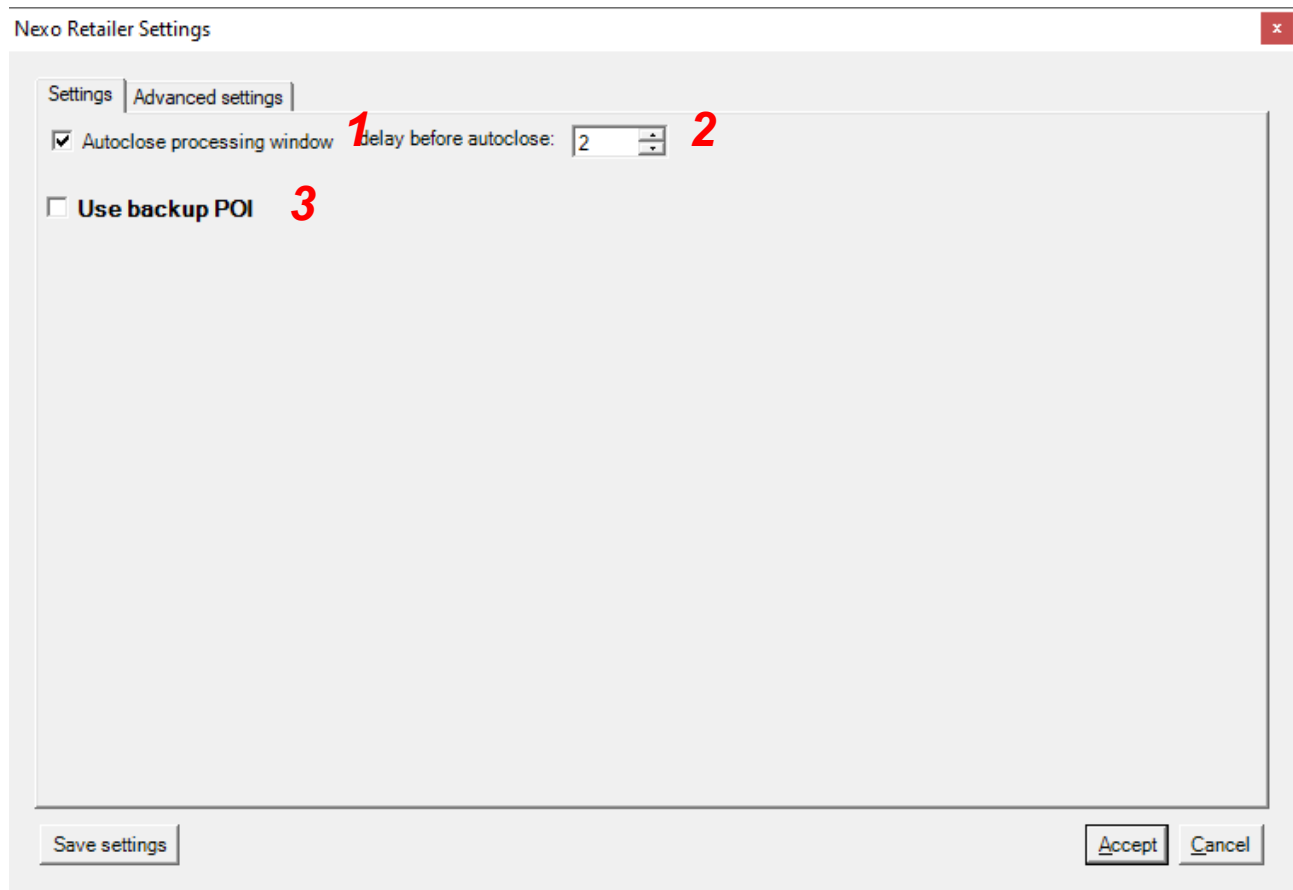 Nexo Retailer Settings x
Settings Advanced settings
Autoclose processing window 1 delay before autoclose: 2 2
Use backup POI 3
Save settings Accept Cancel